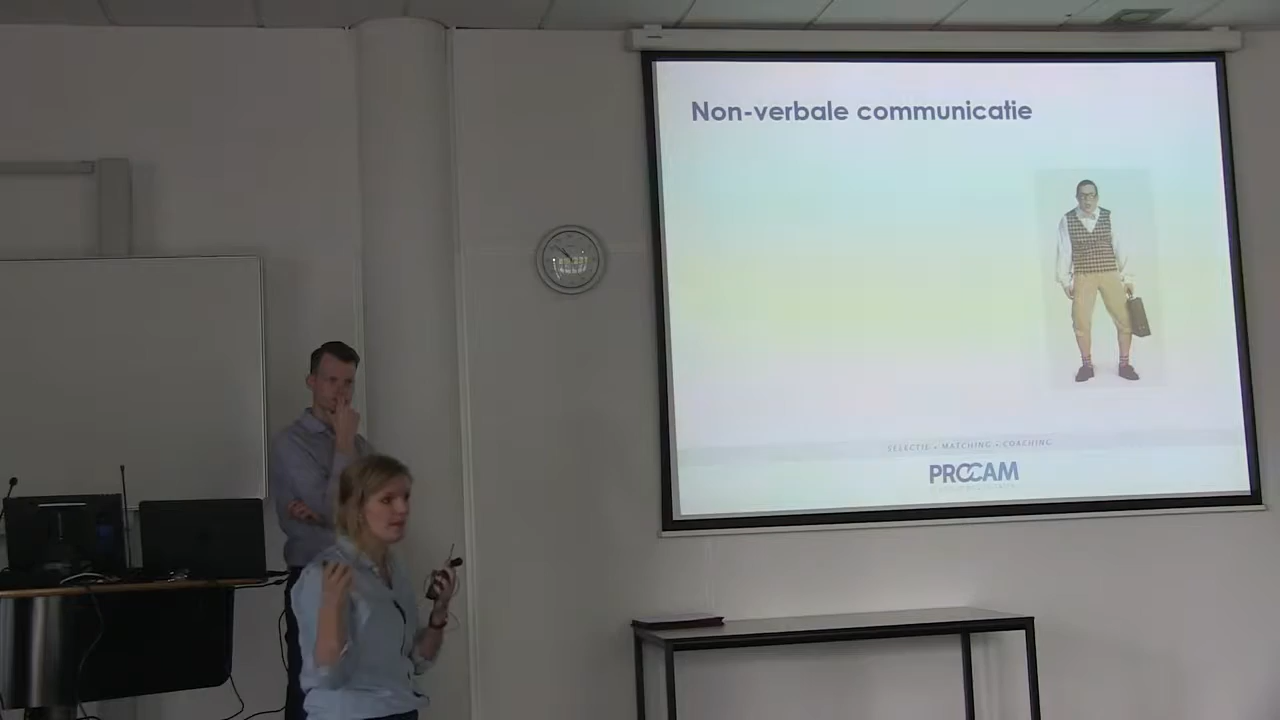 Non-verbale communicatie
SELECTIE • MATCHING • COACHING
PROCAM